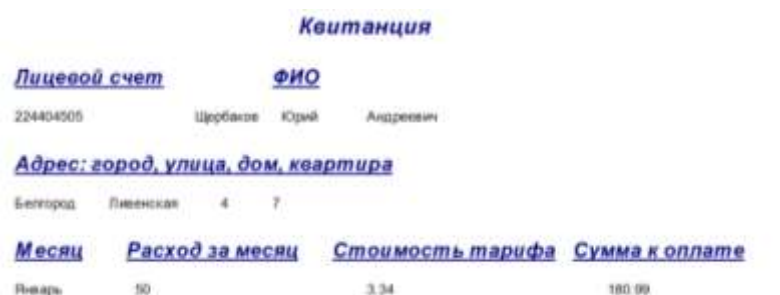 Квитанция
Лицевой счет ФИО
224404505 Щербаков Юрий Андреевич
Адрес: город, улица, дом, квартира
Белгород Ливенская 4 7
Месяц Расход за месяц Стоимость тарифа Сумма к оплате
Январь 50 3.34 180.99